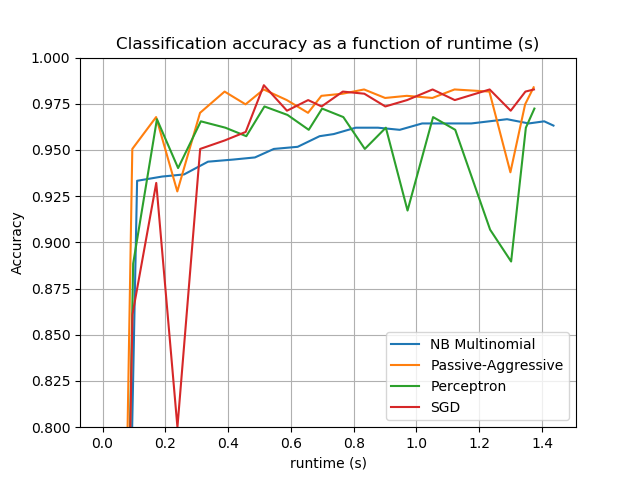 Classification accuracy as a function of runtime (s)
1.000
0.975
0.950
0.925
0.900
0.875
0.850
0.825
0.800
Accuracy
NB Multinomial
Passive-Aggressive
Perceptron
SGD
0.0 0.2 0.4 0.6 0.8 1.0 1.2 1.4
runtime (s)